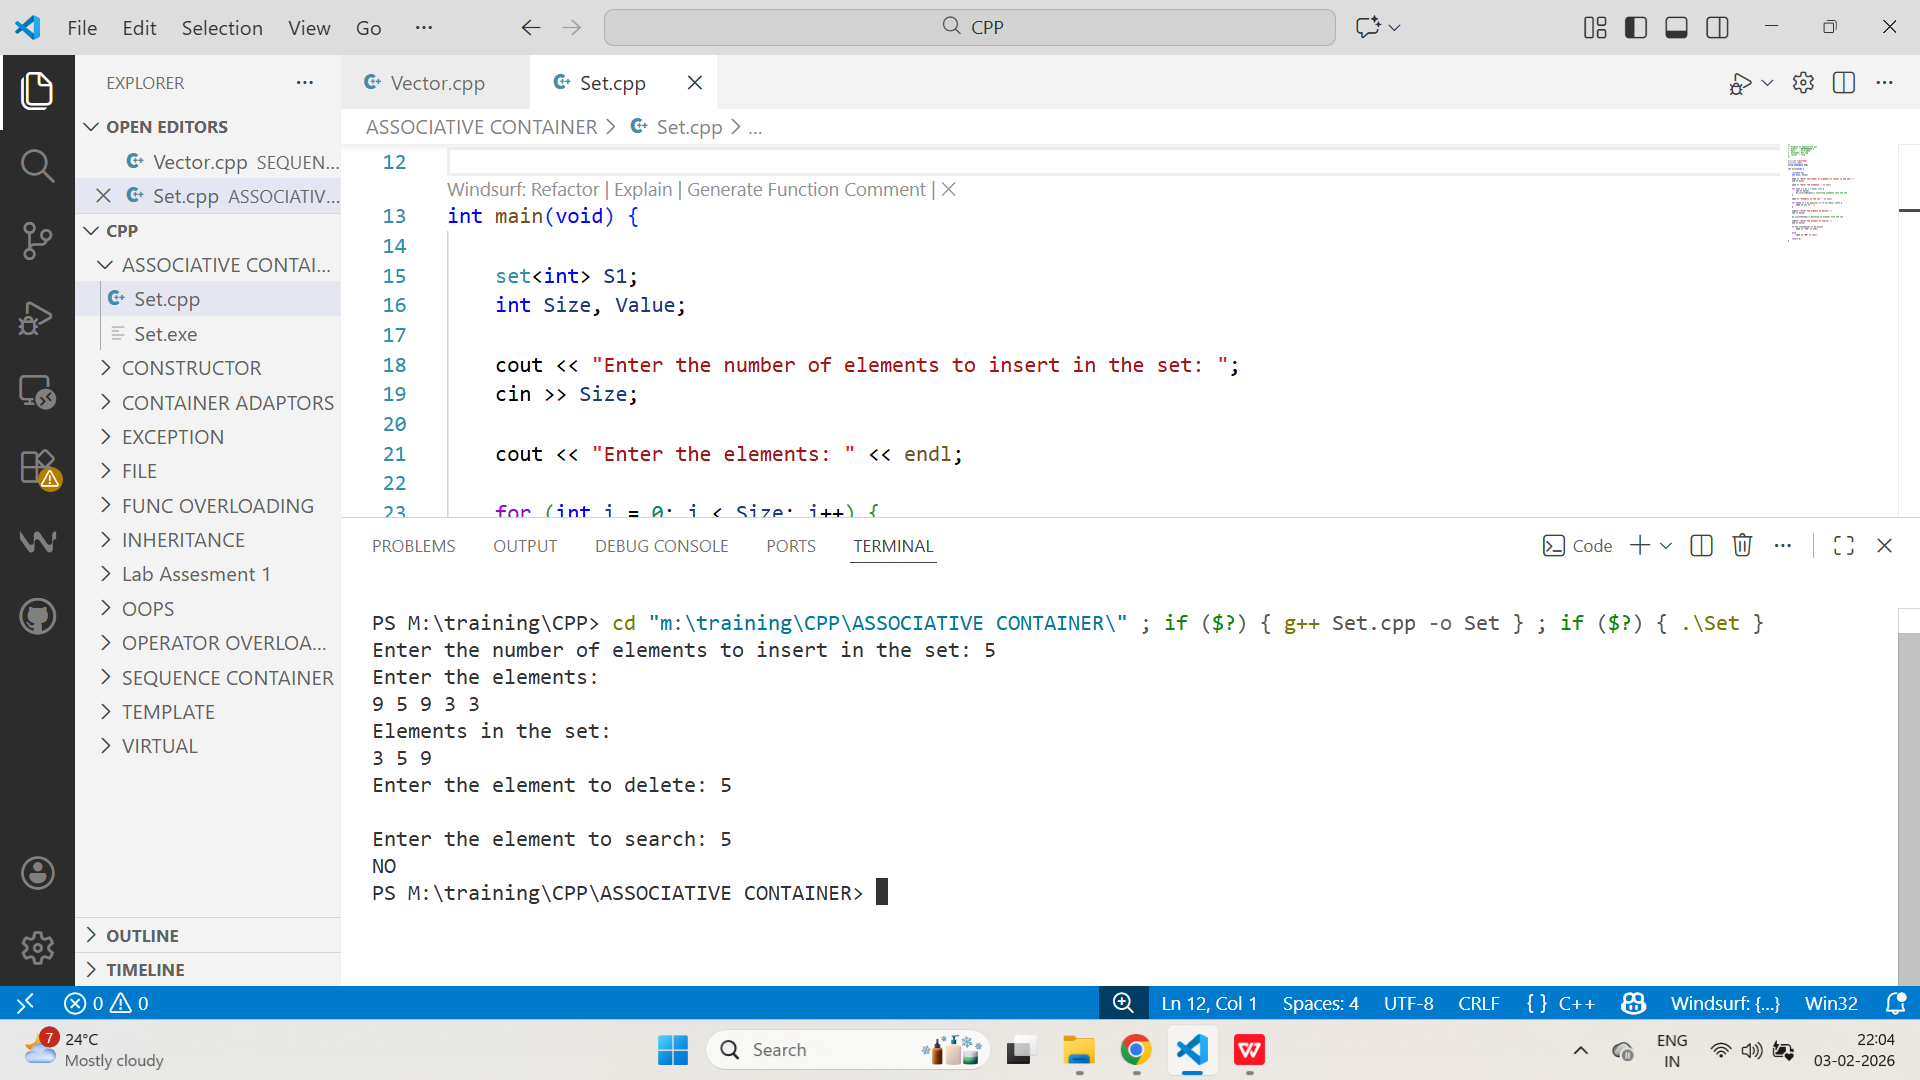 File Edit Selection View Go ...
CPP
EXPLORER
Vector.cpp
Set.cpp
OPEN EDITORS
Vector.cpp SEQUEN...
Set.cpp ASSOCIATIV...
CPP
ASSOCIATIVE CONTAI...
Set.cpp
Set.exe
CONSTRUCTOR
CONTAINER ADAPTORS
EXCEPTION
FILE
FUNC OVERLOADING
INHERITANCE
Lab Assesment 1
OOPS
OPERATOR OVERLOA...
SEQUENCE CONTAINER
TEMPLATE
VIRTUAL
OUTLINE
TIMELINE
ASSOCIATIVE CONTAINER > Set.cpp > ...
12
Windsurf: Refactor | Explain | Generate Function Comment | X
13 int main(void) {
14
15 set<int> S1;
16 int Size, Value;
17
18 cout << "Enter the number of elements to insert in the set: ";
19 cin >> Size;
20
21 cout << "Enter the elements: " << endl;
22
23 for (int i = 0; i < Size; i++) {
PROBLEMS OUTPUT DEBUG CONSOLE PORTS TERMINAL
Code
PS M:\training\CPP> cd "m:\training\CPP\ASSOCIATIVE CONTAINER\" ; if ($?) { g++ Set.cpp -o Set } ; if ($?) { .\Set }
Enter the number of elements to insert in the set: 5
Enter the elements:
9 5 9 3 3
Elements in the set:
3 5 9
Enter the element to delete: 5
Enter the element to search: 5
NO
PS M:\training\CPP\ASSOCIATIVE CONTAINER>
0 0
Ln 12, Col 1 Spaces: 4 UTF-8 CRLF { } C++ Windsurf: {...} Win32
7
24°C
Mostly cloudy
Search
ENG
IN
22:04
03-02-2026